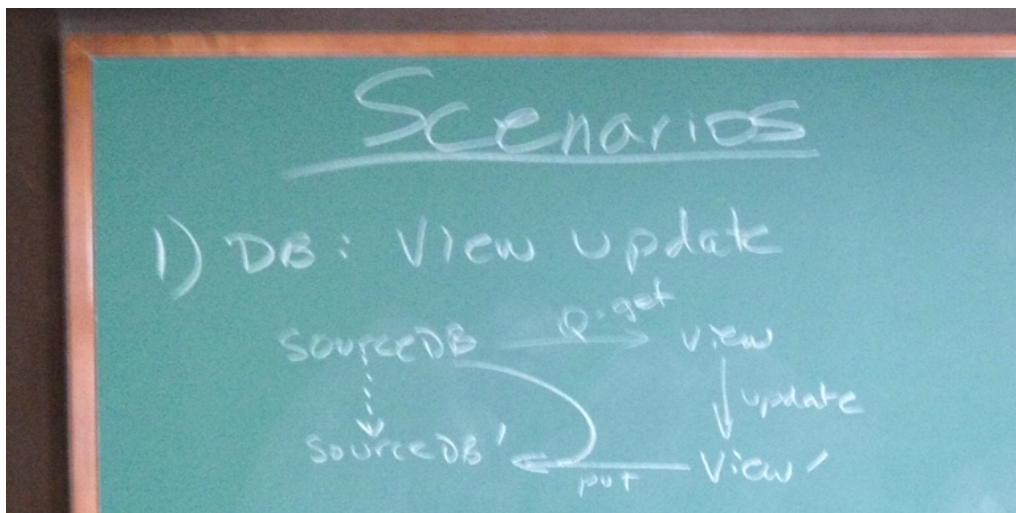 Scenarios
1) DB: View update
SourceDB Q.get view
update
SourceDB' put View'